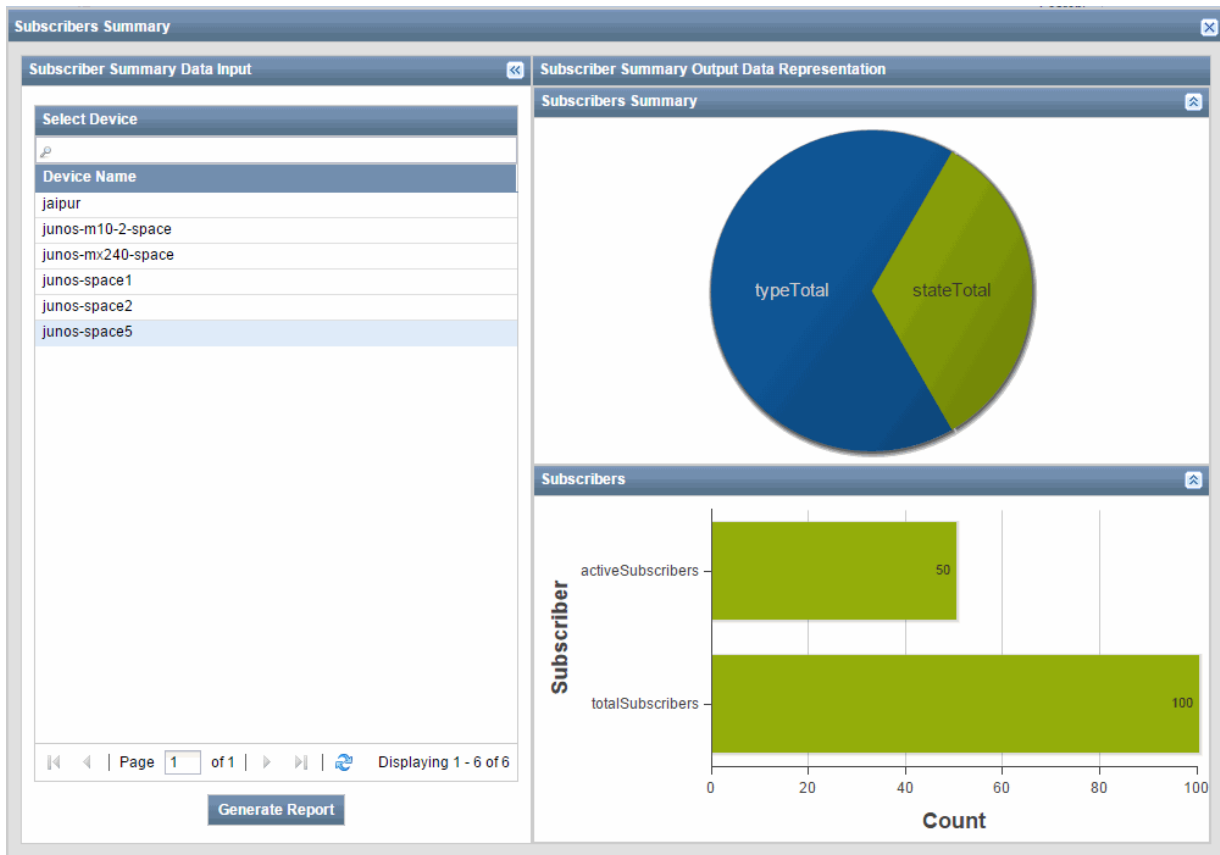 Subscribers Summary
Subscriber Summary Data Input
Select Device
Device Name
jaipur
junos-m10-2-space
junos-mx240-space
junos-space1
junos-space2
junos-space5
Page 1 of 1 Displaying 1 - 6 of 6
Generate Report
Subscriber Summary Output Data Representation
Subscribers Summary
typeTotal
stateTotal
Subscribers
Subscriber
activeSubscribers
50
totalSubscribers
100
0 20 40 60 80 100
Count